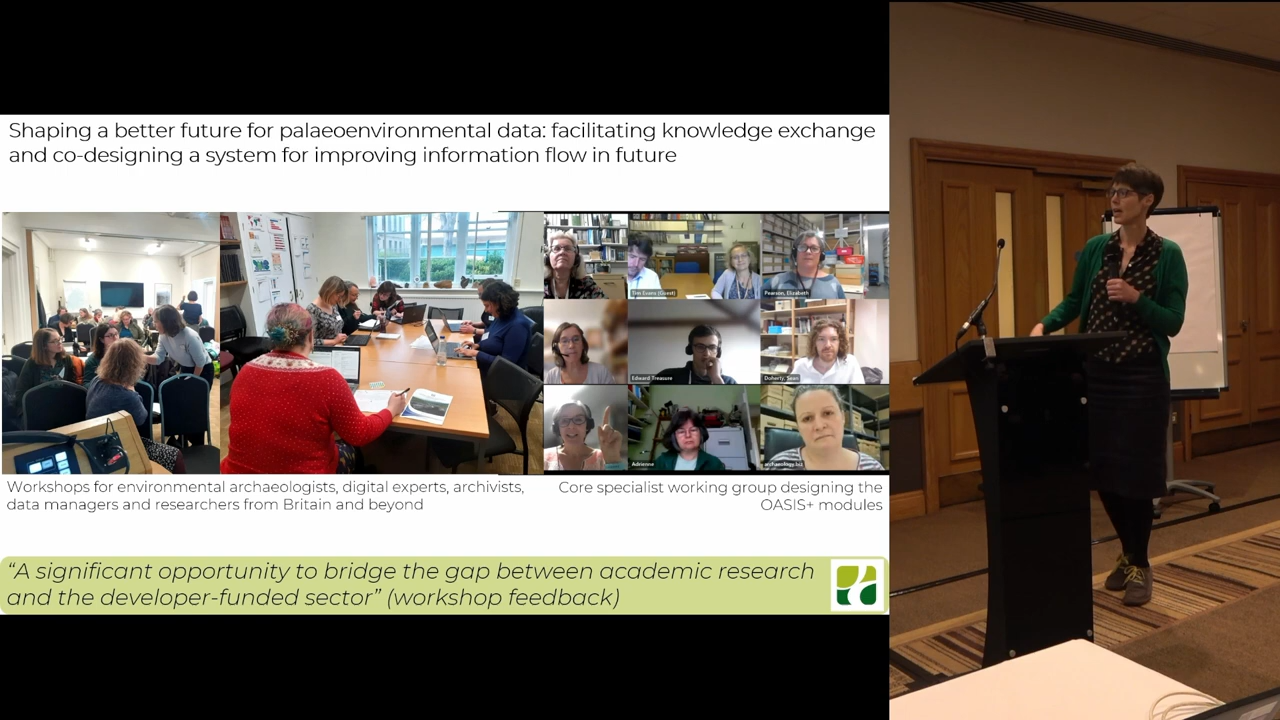 Shaping a better future for palaeoenvironmental data: facilitating knowledge exchange
and co-designing a system for improving information flow in future
Tim Evans (Guest)
Pearson, Elizabeth
Edward Treasure
Doherty, Sean
Adrienne
archaeology.biz
Workshops for environmental archaeologists, digital experts, archivists,
data managers and researchers from Britain and beyond
Core specialist working group designing the
OASIS+ modules
“A significant opportunity to bridge the gap between academic research
and the developer-funded sector” (workshop feedback)